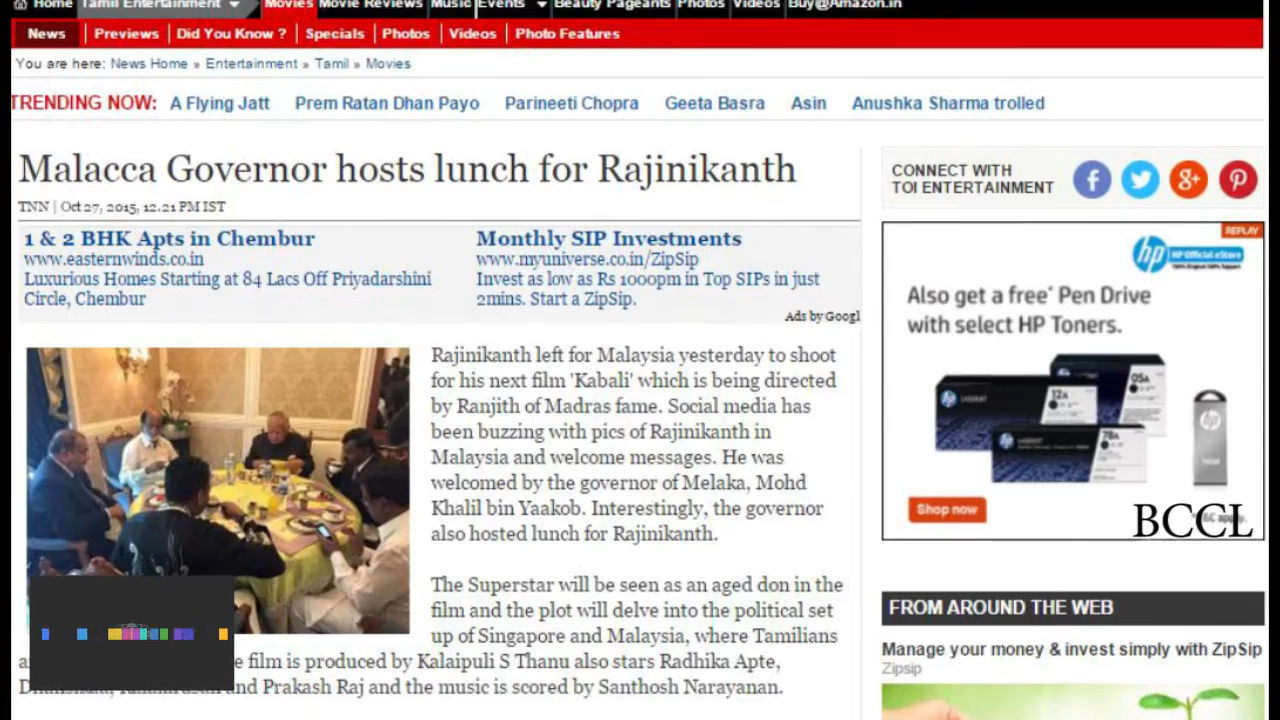 Home Tamil Entertainment Movies Movie Reviews Music Events Beauty Pageants Photos Videos Buy@Amazon.in
News Previews Did You Know ? Specials Photos Videos Photo Features
You are here: News Home » Entertainment » Tamil » Movies
TRENDING NOW: A Flying Jatt Prem Ratan Dhan Payo Parineeti Chopra Geeta Basra Asin Anushka Sharma trolled
Malacca Governor hosts lunch for Rajinikanth
TNN | Oct 27, 2015, 12.21 PM IST
1 & 2 BHK Apts in Chembur
www.easternwinds.co.in
Luxurious Homes Starting at 84 Lacs Off Priyadarshini
Circle, Chembur
Monthly SIP Investments
www.myuniverse.co.in/ZipSip
Invest as low as Rs 1000pm in Top SIPs in just
2mins. Start a ZipSip.
Ads by Googl
Rajinikanth left for Malaysia yesterday to shoot
for his next film 'Kabali' which is being directed
by Ranjith of Madras fame. Social media has
been buzzing with pics of Rajinikanth in
Malaysia and welcome messages. He was
welcomed by the governor of Melaka, Mohd
Khalil bin Yaakob. Interestingly, the governor
also hosted lunch for Rajinikanth.
The Superstar will be seen as an aged don in the
film and the plot will delve into the political set
up of Singapore and Malaysia, where Tamilians
film is produced by Kalaipuli S Thanu also stars Radhika Apte,
and Prakash Raj and the music is scored by Santhosh Narayanan.
CONNECT WITH
TOI ENTERTAINMENT
REPLAY
hp HP Official eStore
Also get a free* Pen Drive
with select HP Toners.
12A
05A
78A
hp
Shop now
BCCL
FROM AROUND THE WEB
Manage your money & invest simply with ZipSip
Zipsip